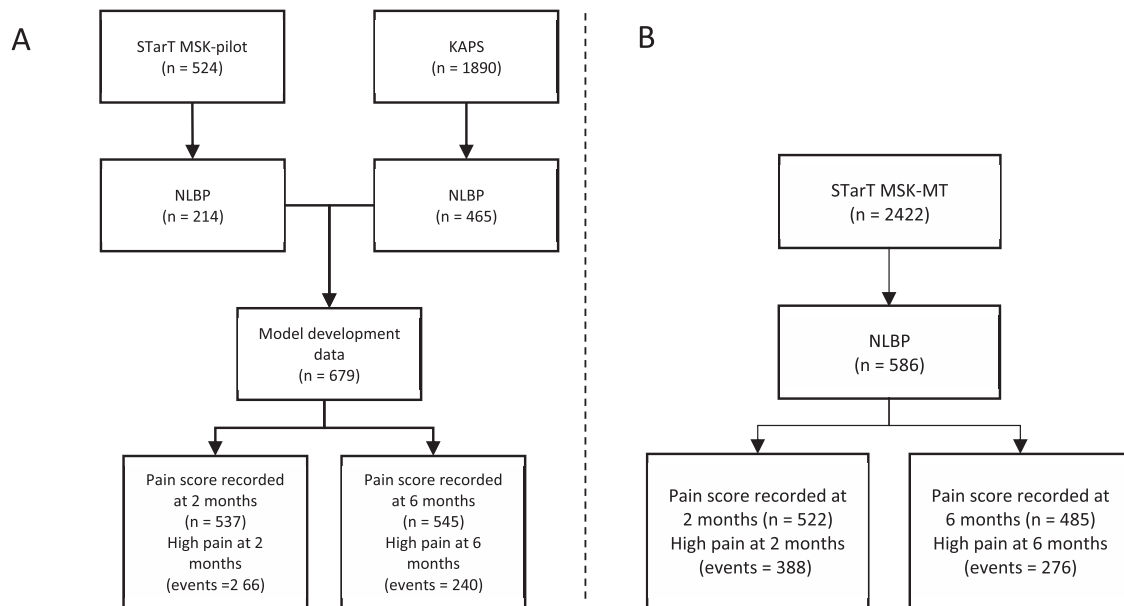 A
STarT MSK-pilot
(n = 524)
KAPS
(n = 1890)
NLBP
(n = 214)
NLBP
(n = 465)
Model development
data
(n = 679)
Pain score recorded
at 2 months
(n = 537)
High pain at 2
months
(events =2 66)
Pain score recorded
at 6 months
(n = 545)
High pain at 6
months
(events = 240)
B
STarT MSK-MT
(n = 2422)
NLBP
(n = 586)
Pain score recorded at
2 months (n = 522)
High pain at 2 months
(events = 388)
Pain score recorded at
6 months (n = 485)
High pain at 6 months
(events = 276)